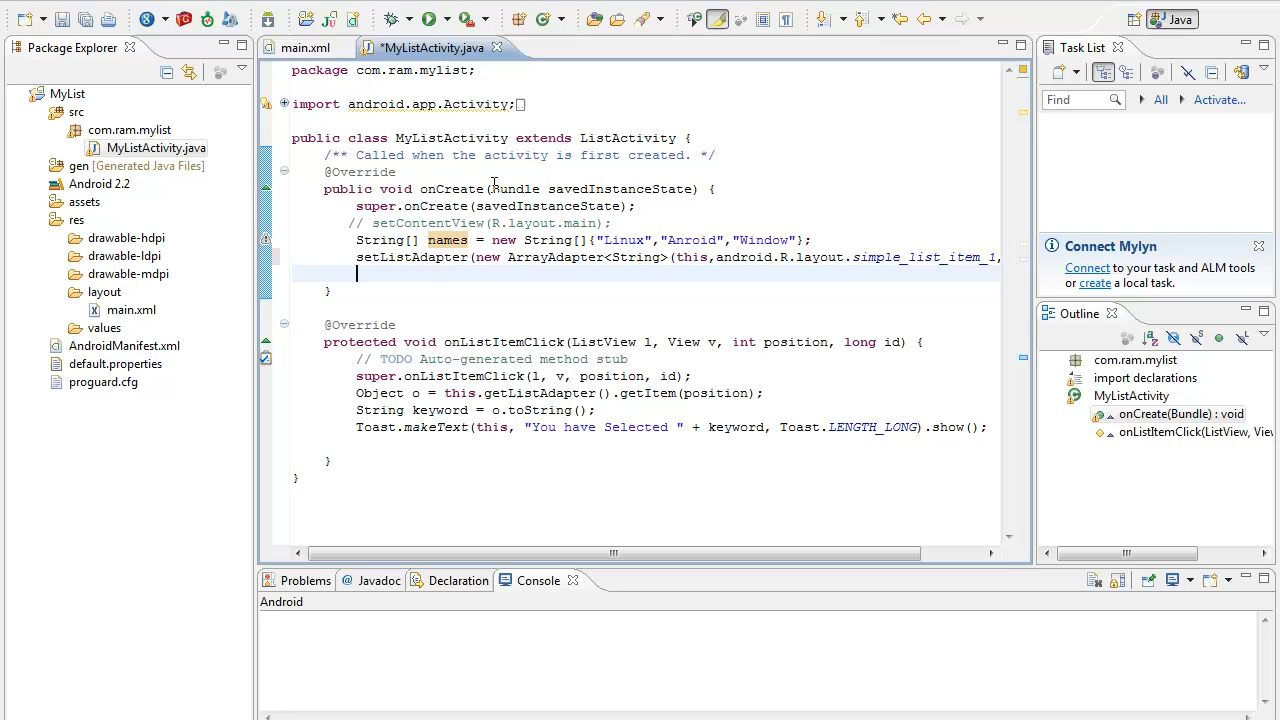 Java
Package Explorer
main.xml
*MyListActivity.java
Task List
MyList
src
com.ram.mylist
MyListActivity.java
gen [Generated Java Files]
Android 2.2
assets
res
drawable-hdpi
drawable-ldpi
drawable-mdpi
layout
main.xml
values
AndroidManifest.xml
default.properties
proguard.cfg
package com.ram.mylist;
import android.app.Activity;
public class MyListActivity extends ListActivity {
/** Called when the activity is first created. */
@Override
public void onCreate(Bundle savedInstanceState) {
super.onCreate(savedInstanceState);
// setContentView(R.layout.main);
String[] names = new String[]{"Linux","Anroid","Window"};
setListAdapter(new ArrayAdapter<String>(this,android.R.layout.simple_list_item_1,
}
@Override
protected void onListItemClick(ListView l, View v, int position, long id) {
// TODO Auto-generated method stub
super.onListItemClick(l, v, position, id);
Object o = this.getListAdapter().getItem(position);
String keyword = o.toString();
Toast.makeText(this, "You have Selected " + keyword, Toast.LENGTH_LONG).show();
}
}
Find
All
Activate...
Connect Mylyn
Connect to your task and ALM tools
or create a local task.
Outline
com.ram.mylist
import declarations
MyListActivity
onCreate(Bundle) : void
onListItemClick(ListView, View
Problems
@ Javadoc
Declaration
Console
Android